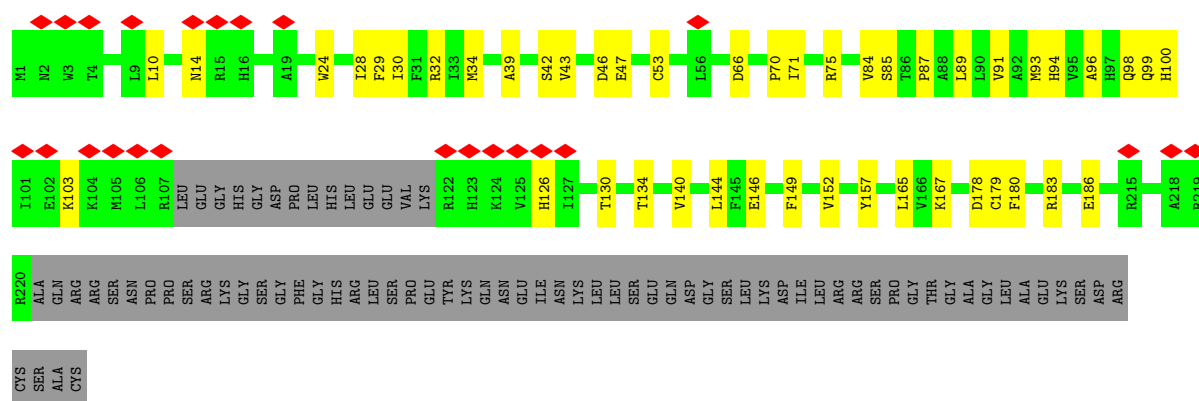 M1 N2 W3 T4 L9 L10 N14 R15 H16 A19 W24 I28 F29 I30 F31 R32 I33 M34 A39 S42 V43 D46 E47 C53 L56 D66 P70 I71 R75 V84 S85 T86 P87 A88 L89 L90 V91 A92 M93 H94 V95 A96 H97 Q98 Q99 H100
I101 E102 K103 K104 M105 L106 R107 LEU GLU GLY HIS GLY ASP PRO LEU HIS LEU GLU GLU VAL LYS R122 H123 K124 V125 H126 I127 T130 T134 V140 L144 F145 E146 F149 V152 Y157 L165 V166 K167 D178 C179 F180 R183 E186 R215 A218 R219
R220 ALA GLN ARG ARG SER ASN PRO PRO SER ARG LYS GLY SER GLY PHE GLY HIS ARG LEU SER PRO GLU TYR LYS GLN ASN GLU ILE ASN LYS LEU LEU SER GLU GLN ASP GLY SER LEU LYS ASP ILE LEU ARG ARG SER PRO GLY THR GLY ALA GLY LEU ALA GLU LYS SER ASP ARG
CYS SER ALA CYS